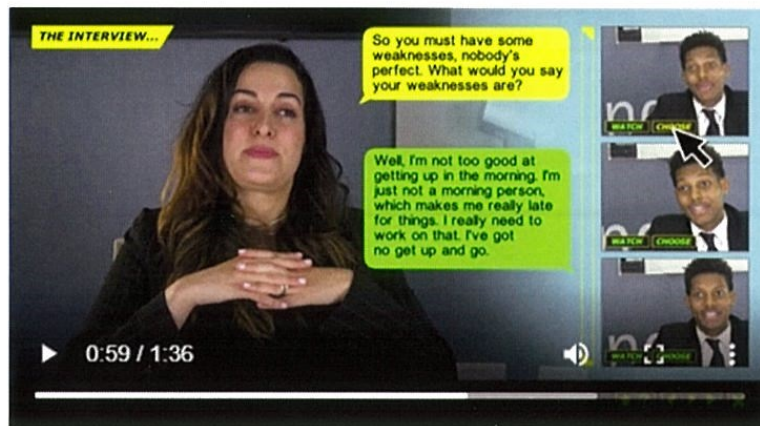 THE INTERVIEW...
So you must have some
weaknesses, nobody's
perfect. What would you say
your weaknesses are?
Well, I'm not too good at
getting up in the morning. I'm
just not a morning person,
which makes me really late
for things. I really need to
work on that. I've got
no get up and go.
WATCH CHOOSE
WATCH CHOOSE
WATCH CHOOSE
0:59 / 1:36